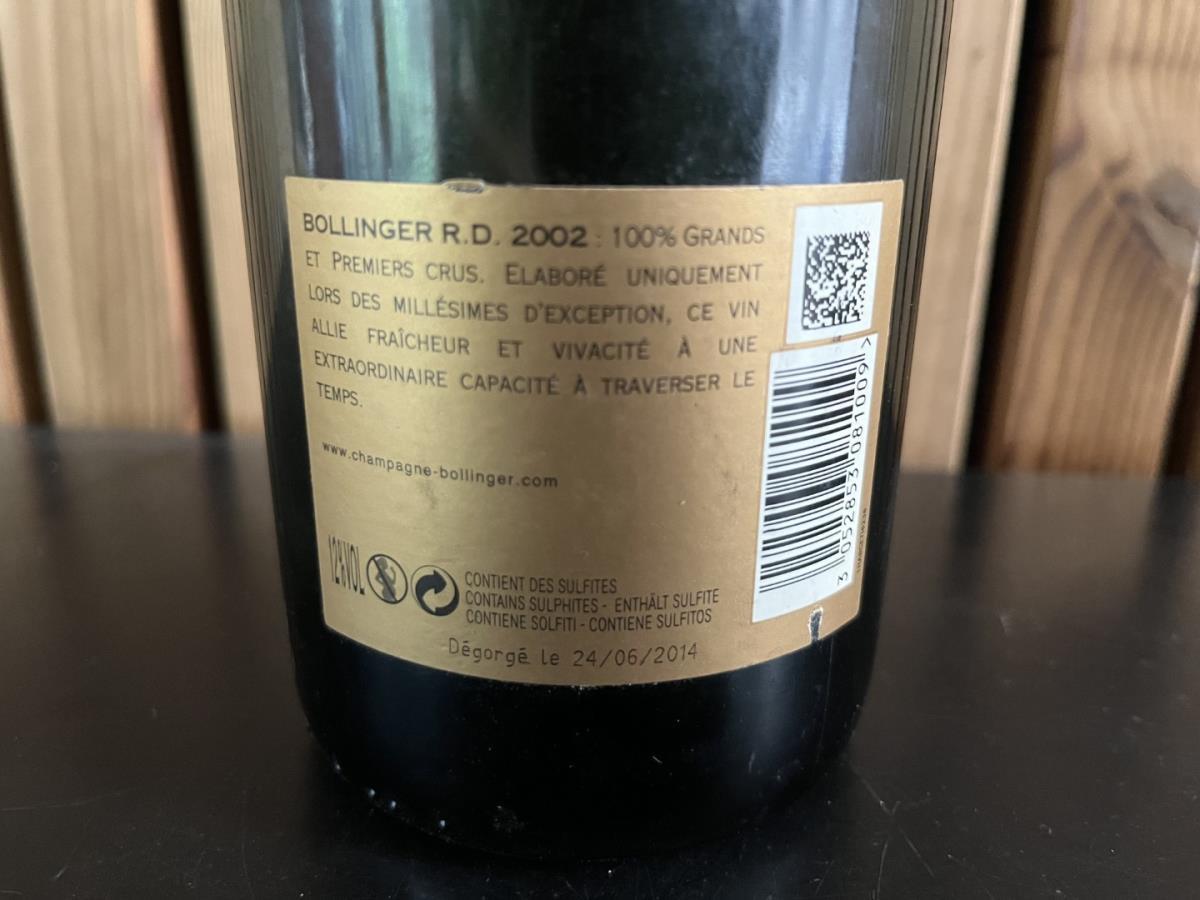 BOLLINGER R.D. 2002 : 100% GRANDS
ET PREMIERS CRUS. ELABORÉ UNIQUEMENT
LORS DES MILLÉSIMES D'EXCEPTION, CE VIN
ALLIE FRAÎCHEUR ET VIVACITÉ À UNE
EXTRAORDINAIRE CAPACITÉ À TRAVERSER LE
TEMPS.
www.champagne-bollinger.com
12%VOL
CONTIENT DES SULFITES
CONTAINS SULPHITES - ENTHÄLT SULFITE
CONTIENE SOLFITI - CONTIENE SULFITOS
Dégorgé le 24/06/2014
3 052853 081009 >